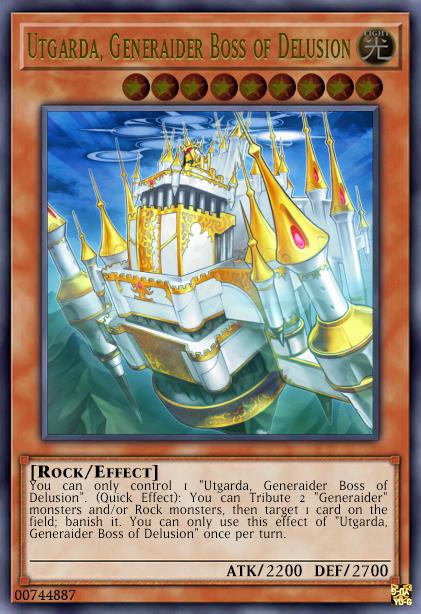 Utgarda, Generaider Boss of Delusion
LIGHT
光
[Rock/Effect]
You can only control 1 "Utgarda, Generaider Boss of
Delusion". (Quick Effect): You can Tribute 2 "Generaider"
monsters and/or Rock monsters, then target 1 card on the
field; banish it. You can only use this effect of "Utgarda,
Generaider Boss of Delusion" once per turn.
ATK/2200 DEF/2700
00744887